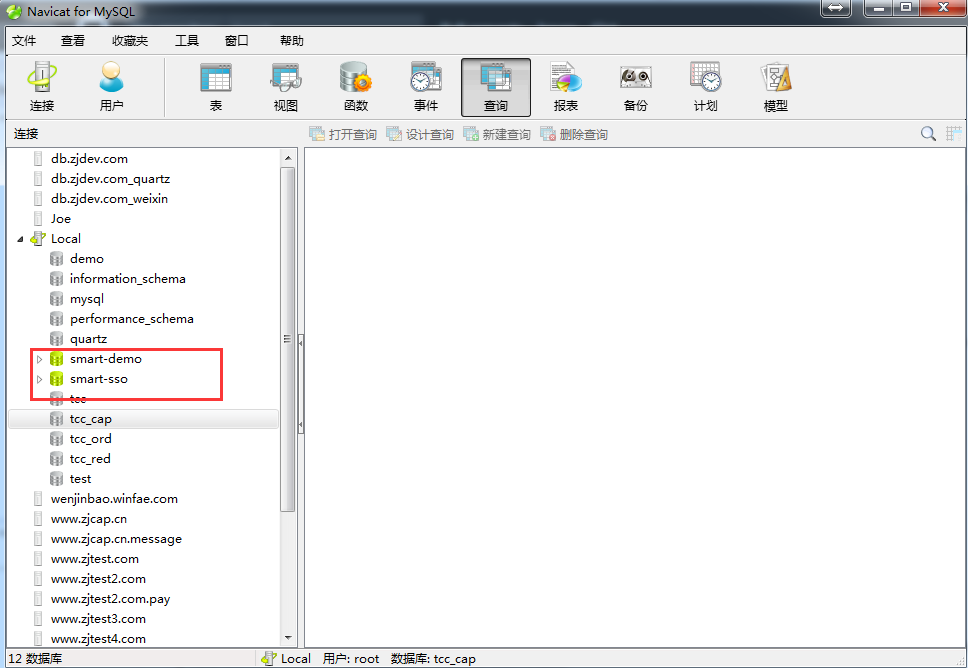 Navicat for MySQL
文件 查看 收藏夹 工具 窗口 帮助
连接 用户 表 视图 函数 事件 查询 报表 备份 计划 模型
连接 打开查询 设计查询 新建查询 删除查询
db.zjdev.com
db.zjdev.com_quartz
db.zjdev.com_weixin
Joe
Local
demo
information_schema
mysql
performance_schema
quartz
smart-demo
smart-sso
tcc
tcc_cap
tcc_ord
tcc_red
test
wenjinbao.winfae.com
www.zjcap.cn
www.zjcap.cn.message
www.zjtest.com
www.zjtest2.com
www.zjtest2.com.pay
www.zjtest3.com
www.zjtest4.com
12 数据库 Local 用户: root 数据库: tcc_cap